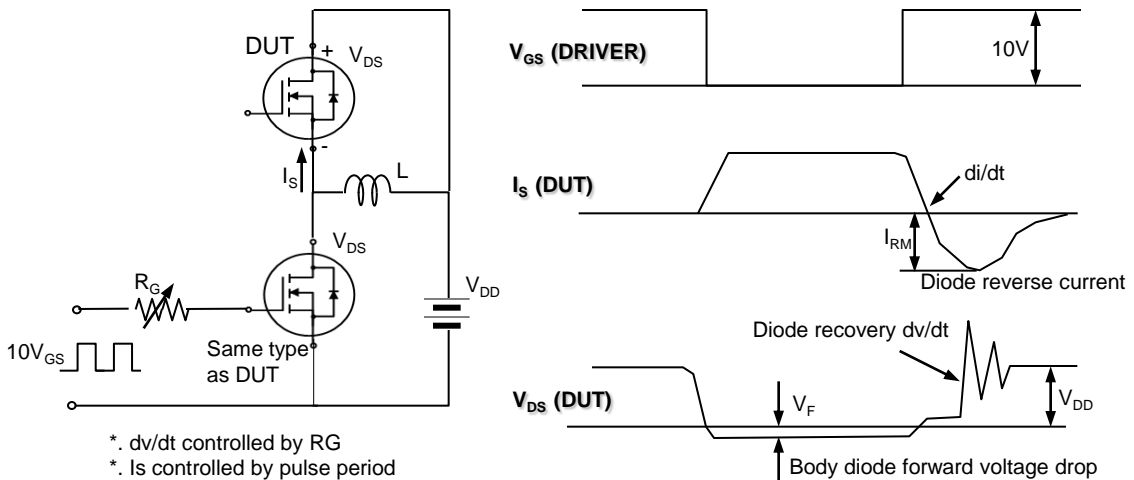 DUT
+
V_DS
-
I_S
L
V_DS
R_G
V_DD
10V_GS
Same type
as DUT
*. dv/dt controlled by RG
*. Is controlled by pulse period
V_GS (DRIVER)
10V
I_S (DUT)
di/dt
I_RM
Diode reverse current
Diode recovery dv/dt
V_DS (DUT)
V_F
V_DD
Body diode forward voltage drop